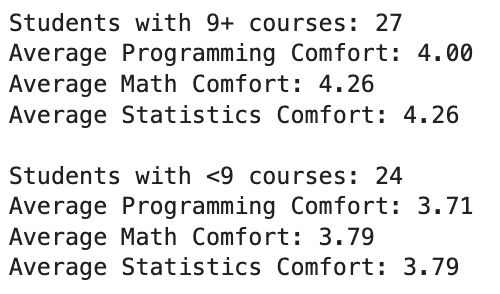 Students with 9+ courses: 27
Average Programming Comfort: 4.00
Average Math Comfort: 4.26
Average Statistics Comfort: 4.26
Students with <9 courses: 24
Average Programming Comfort: 3.71
Average Math Comfort: 3.79
Average Statistics Comfort: 3.79